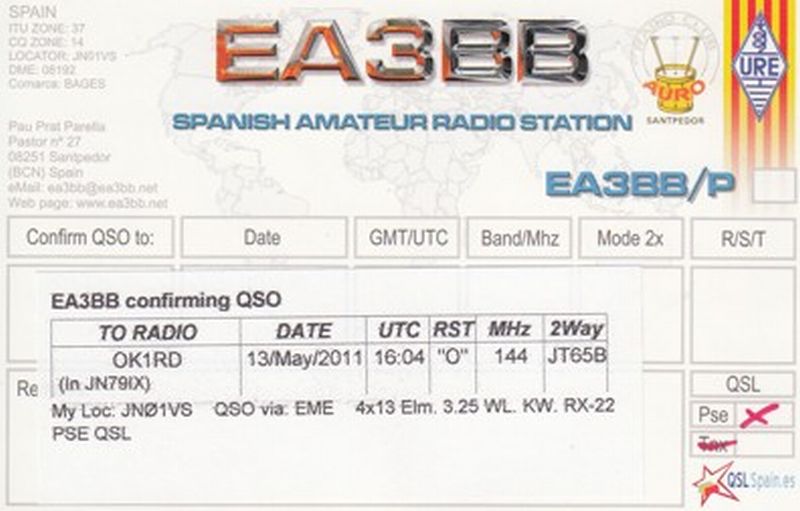 SPAIN
ITU ZONE: 37
CQ ZONE: 14
LOCATOR: JN01VS
DME: 08192
Comarca: BAGES
EA3BB
AURO
SANTPEDOR
URE
SPANISH AMATEUR RADIO STATION
Pau Prat Parella
Pastor nº 27
08251 Santpedor
(BCN) Spain
eMail: ea3bb@ea3bb.net
Web page: www.ea3bb.net
EA3BB/P
Confirm QSO to: Date GMT/UTC Band/Mhz Mode 2x R/S/T
EA3BB confirming QSO
TO RADIO DATE UTC RST MHz 2Way
OK1RD 13/May/2011 16:04 "O" 144 JT65B
(in JN79IX)
My Loc: JNØ1VS QSO via: EME 4x13 Elm. 3.25 WL. KW. RX-22
PSE QSL
Re
QSL
Pse
Tnx
QSLSpain.es